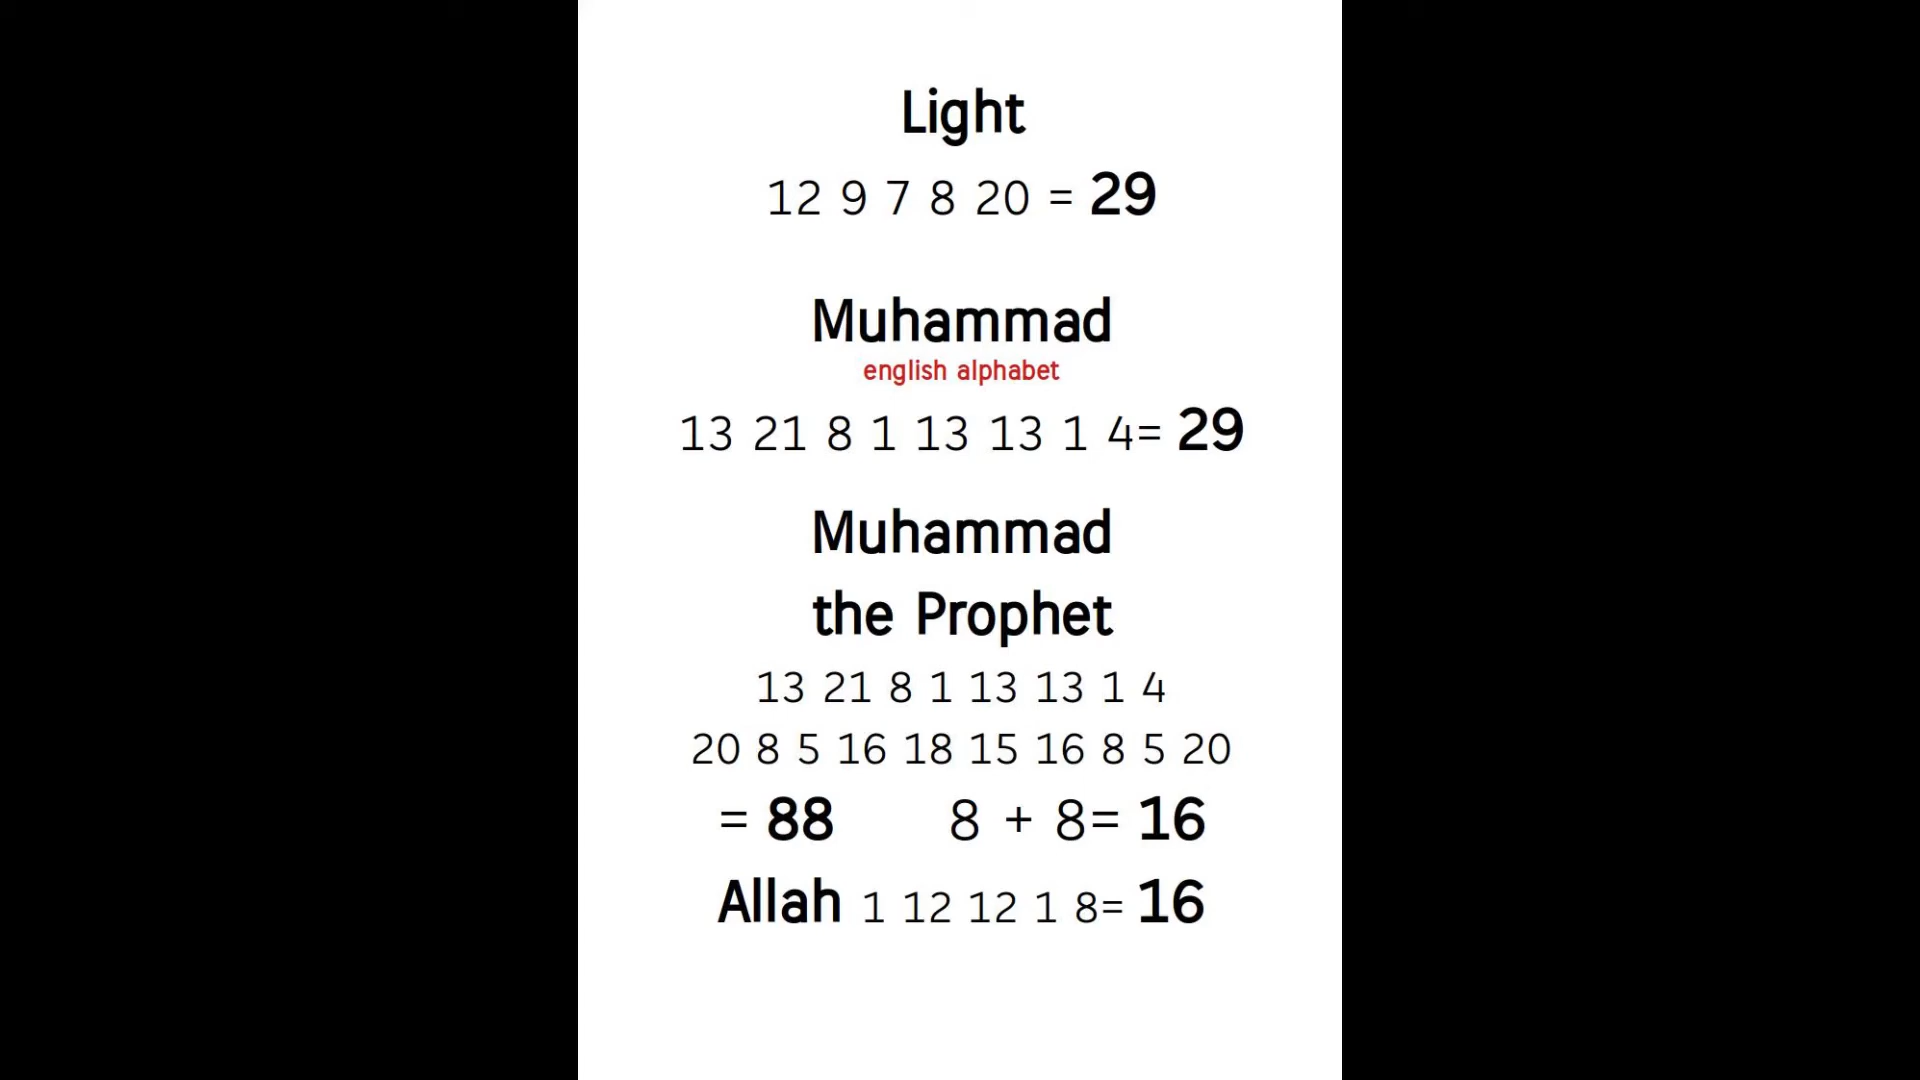 Light
12 9 7 8 20 = 29
Muhammad
english alphabet
13 21 8 1 13 13 1 4= 29
Muhammad
the Prophet
13 21 8 1 13 13 1 4
20 8 5 16 18 15 16 8 5 20
= 88 8 + 8= 16
Allah 1 12 12 1 8= 16